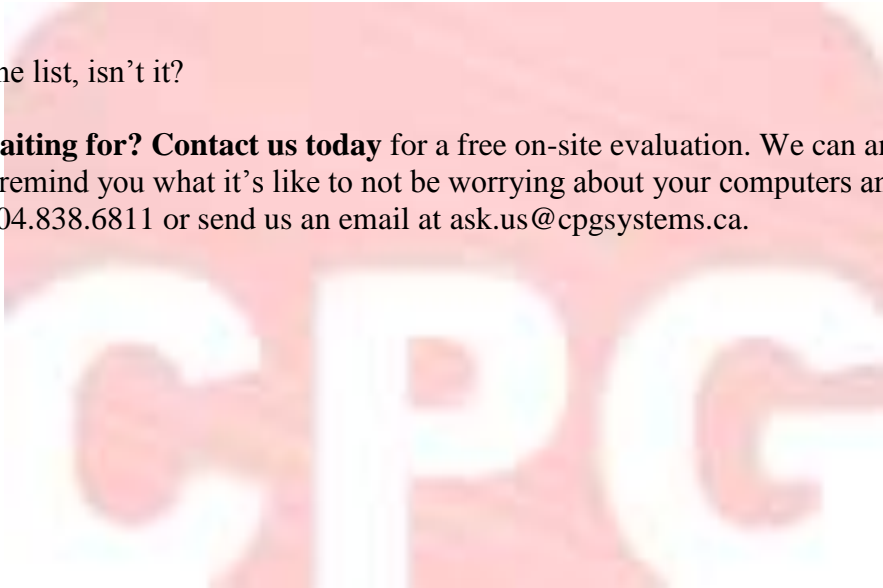 ne list, isn’t it?
aiting for? Contact us today for a free on-site evaluation. We can ar
remind you what it’s like to not be worrying about your computers an
04.838.6811 or send us an email at ask.us@cpgsystems.ca.
CPG